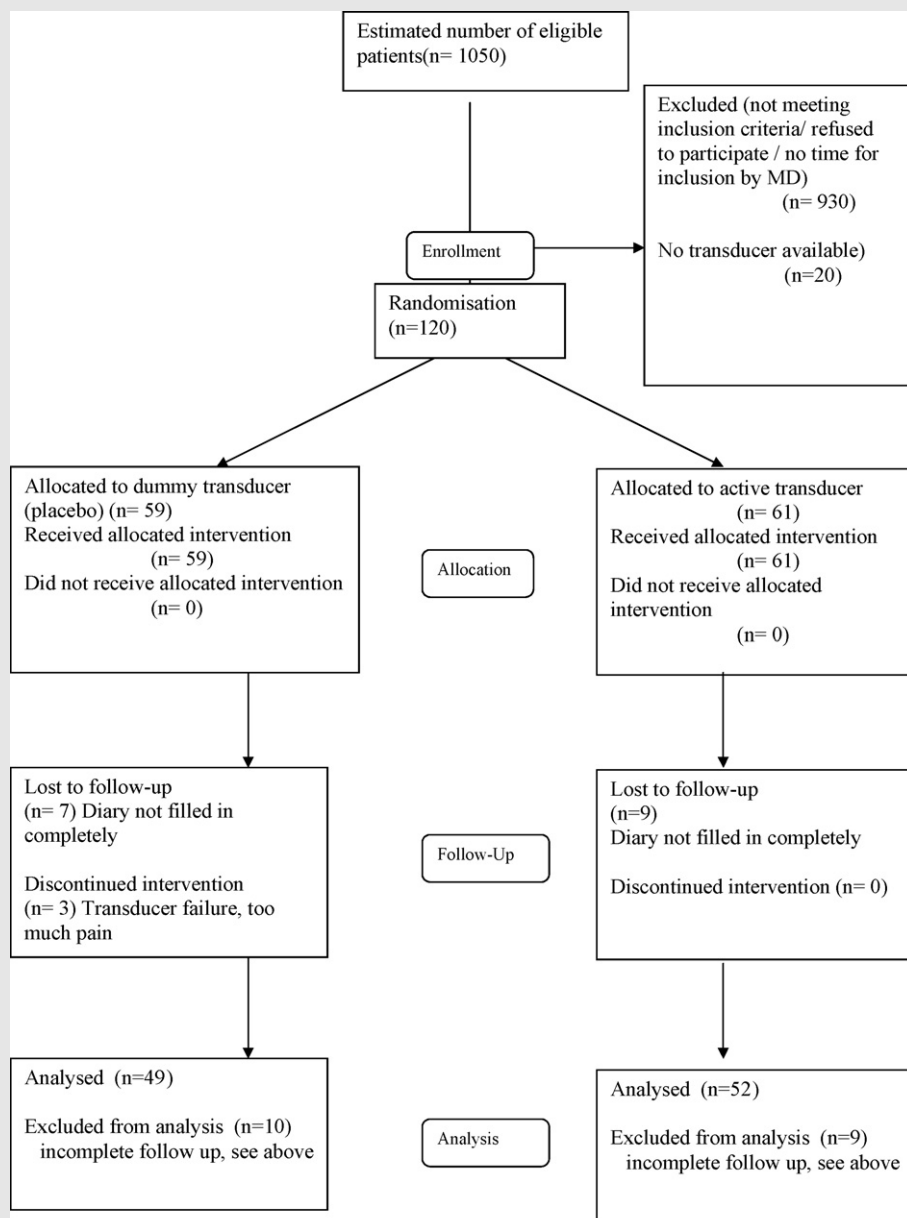 Estimated number of eligible
patients(n= 1050)
Excluded (not meeting
inclusion criteria/ refused
to participate / no time for
inclusion by MD)
(n= 930)
No transducer available)
(n=20)
Enrollment
Randomisation
(n=120)
Allocated to dummy transducer
(placebo) (n= 59)
Received allocated intervention
(n= 59)
Did not receive allocated intervention
(n= 0)
Allocation
Allocated to active transducer
(n= 61)
Received allocated intervention
(n= 61)
Did not receive allocated
intervention
(n= 0)
Lost to follow-up
(n= 7) Diary not filled in
completely
Discontinued intervention
(n= 3) Transducer failure, too
much pain
Follow-Up
Lost to follow-up
(n=9)
Diary not filled in completely
Discontinued intervention (n= 0)
Analysed (n=49)
Excluded from analysis (n=10)
incomplete follow up, see above
Analysis
Analysed (n=52)
Excluded from analysis (n=9)
incomplete follow up, see above